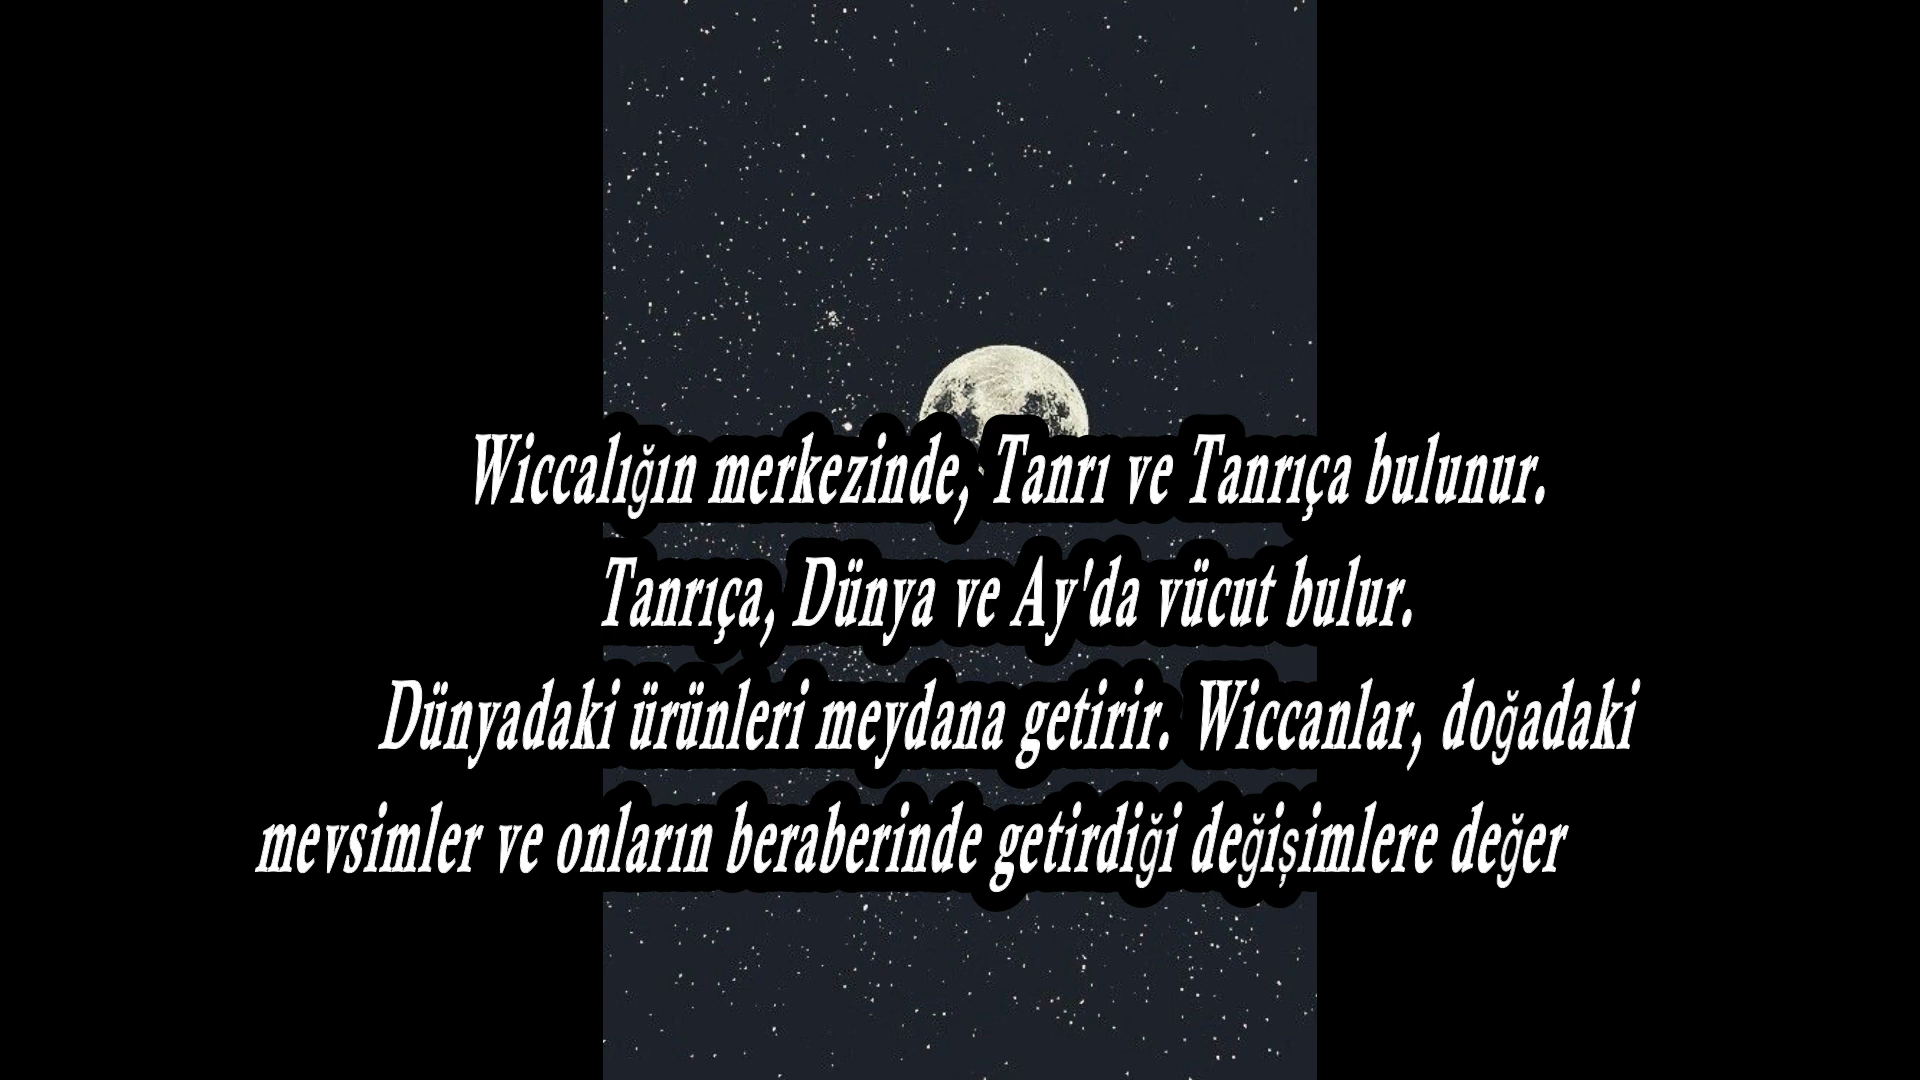 Wiccalığın merkezinde, Tanrı ve Tanrıça bulunur.
Tanrıça, Dünya ve Ay'da vücut bulur.
Dünyadaki ürünleri meydana getirir. Wiccanlar, doğadaki
mevsimler ve onların beraberinde getirdiği değişimlere değer